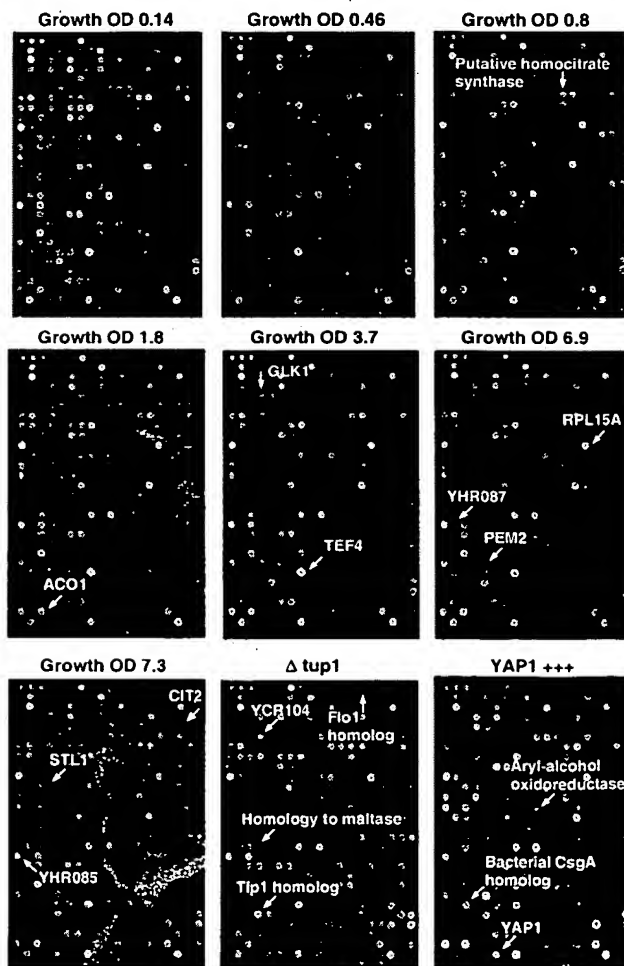 Growth OD 0.14
Growth OD 0.46
Growth OD 0.8
Putative homocitrate
synthase
Growth OD 1.8
Growth OD 3.7
Growth OD 6.9
GLK1
RPL15A
YHR087
PEM2
TEF4
ACO1
Growth OD 7.3
Δ tup1
YAP1 +++
CIT2
YCR104
Flo1
homolog
STL1
Aryl-alcohol
oxidoreductase
Homology to maltase
YHR085
Bacterial CsgA
homolog
Tfp1 homolog
YAP1